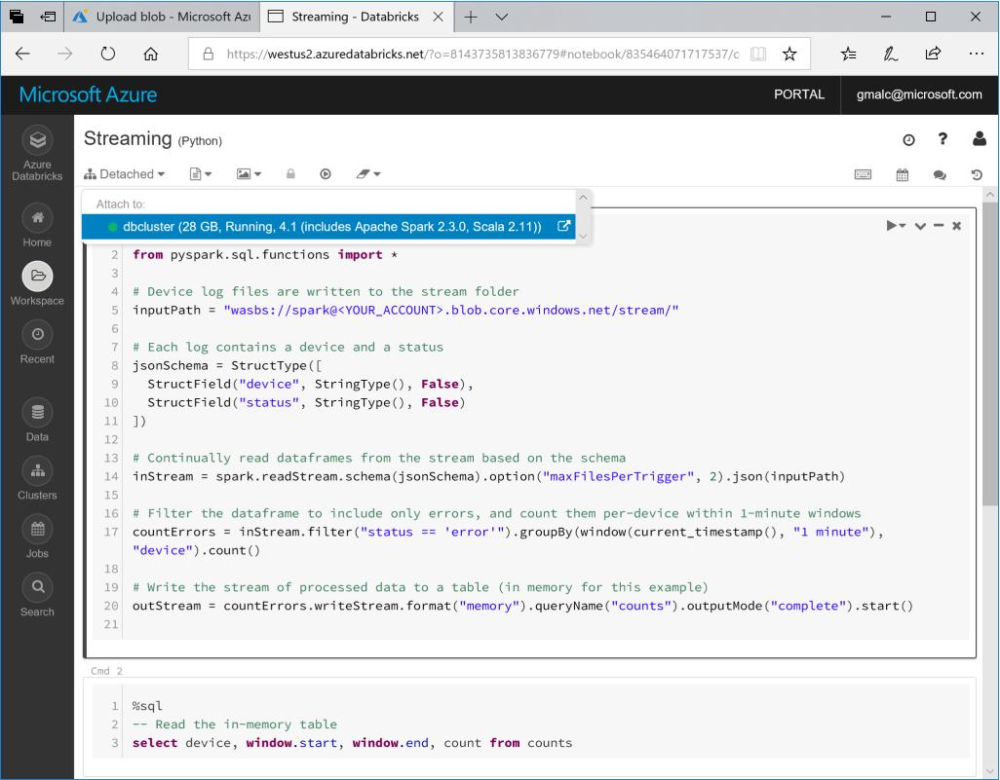 Upload blob - Microsoft Azu
Streaming - Databricks
https://westus2.azuredatabricks.net/?o=8143735813836779#notebook/835464071717537/c
Microsoft Azure
PORTAL
gmalc@microsoft.com
Azure
Databricks
Home
Workspace
Recent
Data
Clusters
Jobs
Search
Streaming (Python)
Detached
Attach to:
dbcluster (28 GB, Running, 4.1 (includes Apache Spark 2.3.0, Scala 2.11))
2 from pyspark.sql.functions import *
3
4 # Device log files are written to the stream folder
5 inputPath = "wasbs://spark@<YOUR_ACCOUNT>.blob.core.windows.net/stream/"
6
7 # Each log contains a device and a status
8 jsonSchema = StructType([
9 StructField("device", StringType(), False),
10 StructField("status", StringType(), False)
11 ])
12
13 # Continually read dataframes from the stream based on the schema
14 inStream = spark.readStream.schema(jsonSchema).option("maxFilesPerTrigger", 2).json(inputPath)
15
16 # Filter the dataframe to include only errors, and count them per-device within 1-minute windows
17 countErrors = inStream.filter("status == 'error'").groupBy(window(current_timestamp(), "1 minute"),
"device").count()
18
19 # Write the stream of processed data to a table (in memory for this example)
20 outStream = countErrors.writeStream.format("memory").queryName("counts").outputMode("complete").start()
21
Cmd 2
1 %sql
2 -- Read the in-memory table
3 select device, window.start, window.end, count from counts